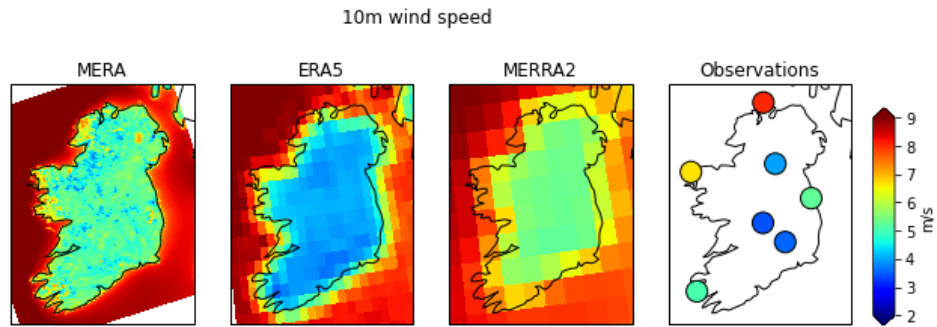 10m wind speed
MERA
ERA5
MERRA2
Observations
9
8
7
6
5
4
3
2
m/s